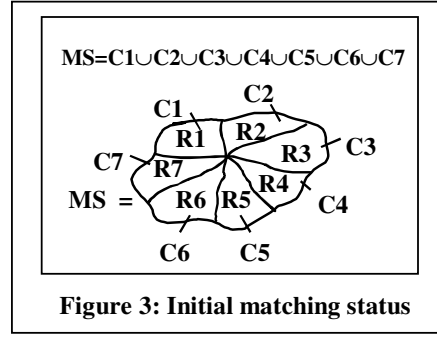 MS=C1∪C2∪C3∪C4∪C5∪C6∪C7
C1 C2
R1 R2
C7 R7 R3 C3
MS = R6 R5 R4 C4
C6 C5
Figure 3: Initial matching status